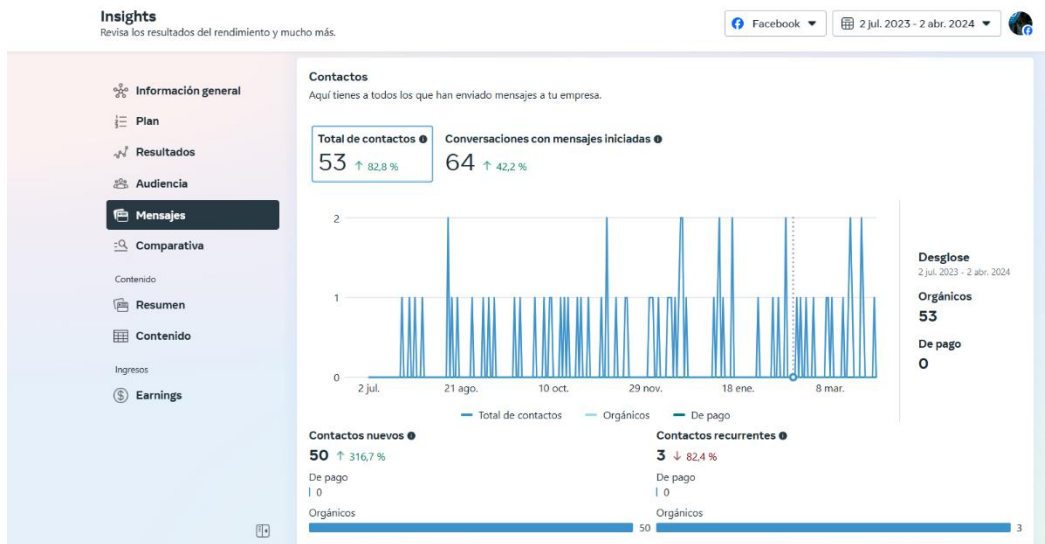 Insights
Revisa los resultados del rendimiento y mucho más.
Facebook
2 jul. 2023 - 2 abr. 2024
Información general
Plan
Resultados
Audiencia
Mensajes
Comparativa
Contenido
Resumen
Contenido
Ingresos
Earnings
Contactos
Aquí tienes a todos los que han enviado mensajes a tu empresa.
Total de contactos
53 ↑ 82,8 %
Conversaciones con mensajes iniciadas
64 ↑ 42,2 %
2
1
0
2 jul. 21 ago. 10 oct. 29 nov. 18 ene. 8 mar.
Total de contactos Orgánicos De pago
Desglose
2 jul. 2023 - 2 abr. 2024
Orgánicos
53
De pago
0
Contactos nuevos
50 ↑ 316,7 %
De pago
0
Orgánicos
50
Contactos recurrentes
3 ↓ 82,4 %
De pago
0
Orgánicos
3